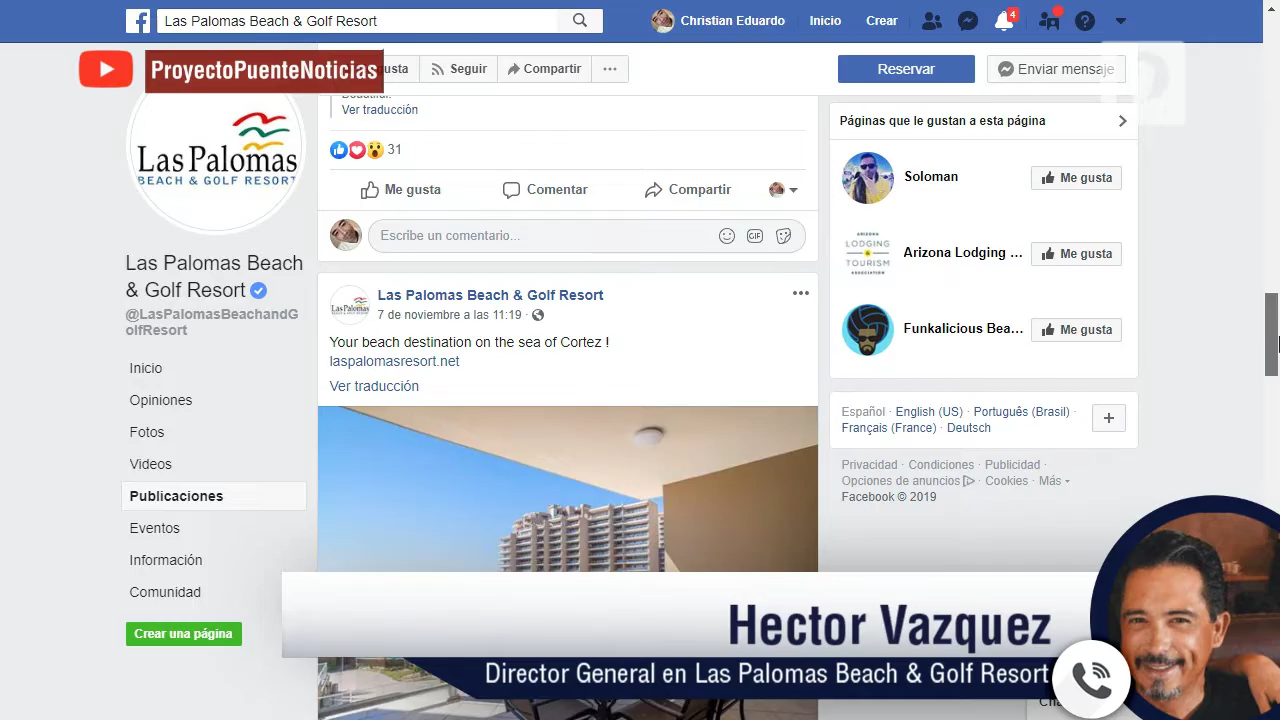 Las Palomas Beach & Golf Resort
Christian Eduardo
Inicio
Crear
4
ProyectoPuenteNoticias
Seguir
Compartir
Reservar
Enviar mensaje
Ver traducción
31
Me gusta
Comentar
Compartir
Escribe un comentario...
GIF
Las Palomas
BEACH & GOLF RESORT
Las Palomas Beach
& Golf Resort
@LasPalomasBeachandG
olfResort
Inicio
Opiniones
Fotos
Videos
Publicaciones
Eventos
Información
Comunidad
Crear una página
Las Palomas Beach & Golf Resort
7 de noviembre a las 11:19 ·
Your beach destination on the sea of Cortez !
laspalomasresort.net
Ver traducción
Páginas que le gustan a esta página
Soloman
Me gusta
ARIZONA
LODGING
&
TOURISM
ASSOCIATION
Arizona Lodging ...
Me gusta
Funkalicious Bea...
Me gusta
Español · English (US) · Português (Brasil) ·
Français (France) · Deutsch
Privacidad · Condiciones · Publicidad ·
Opciones de anuncios · Cookies · Más
Facebook © 2019
Hector Vazquez
Director General en Las Palomas Beach & Golf Resort